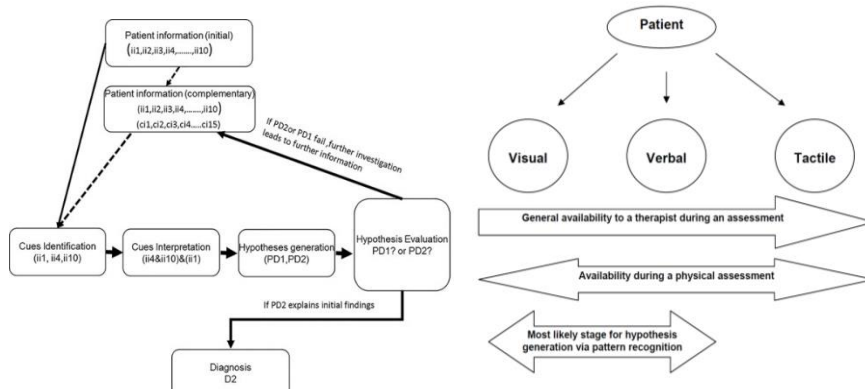 Patient information (initial)
(ii1,ii2,ii3,ii4,.......,ii10)
Patient information (complementary)
(ii1,ii2,ii3,ii4,.......,ii10)
(ci1,ci2,ci3,ci4.....ci15)
If PD2or PD1 fail ,further investigation
leads to further information
Cues Identification
(ii1, ii4,ii10)
Cues Interpretation
(ii4&ii10)&(ii1)
Hypotheses generation
(PD1,PD2)
Hypothesis Evaluation
PD1? or PD2?
If PD2 explains initial findings
Diagnosis
D2
Patient
Visual
Verbal
Tactile
General availability to a therapist during an assessment
Availability during a physical assessment
Most likely stage for hypothesis
generation via pattern recognition